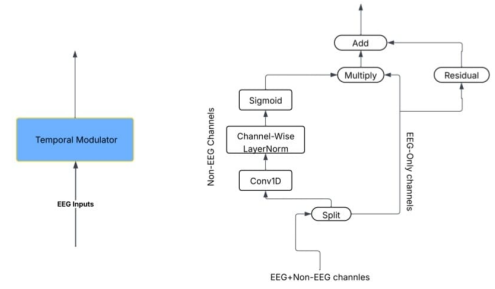 Temporal Modulator
EEG Inputs
Add
Multiply
Residual
Sigmoid
Channel-Wise
LayerNorm
Conv1D
Split
Non-EEG Channels
EEG-Only channels
EEG+Non-EEG channles